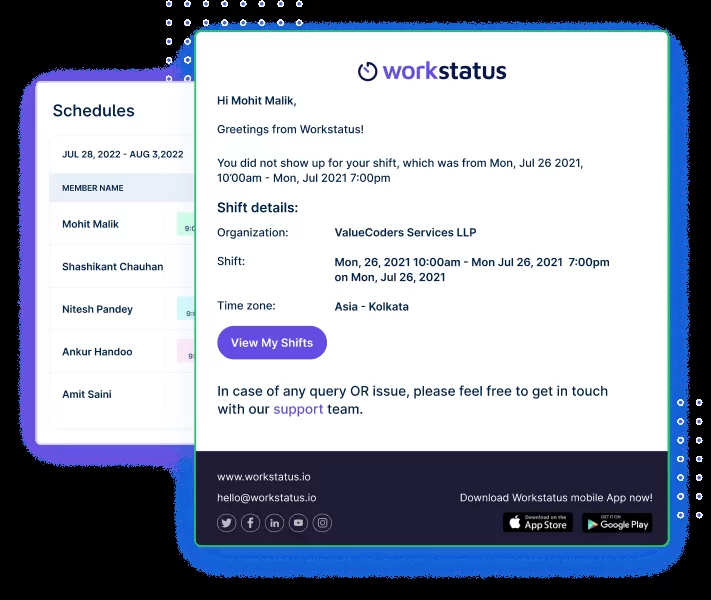 Schedules
JUL 28, 2022 - AUG 3,2022
MEMBER NAME
Mohit Malik
Shashikant Chauhan
Nitesh Pandey
Ankur Handoo
Amit Saini
workstatus
Hi Mohit Malik,
Greetings from Workstatus!
You did not show up for your shift, which was from Mon, Jul 26 2021,
10'00am - Mon, Jul 2021 7:00pm
Shift details:
Organization: ValueCoders Services LLP
Shift: Mon, 26, 2021 10:00am - Mon Jul 26, 2021 7:00pm
on Mon, Jul 26, 2021
Time zone: Asia - Kolkata
View My Shifts
In case of any query OR issue, please feel free to get in touch
with our support team.
www.workstatus.io
hello@workstatus.io
Download Workstatus mobile App now!
Download on the
App Store
GET IT ON
Google Play